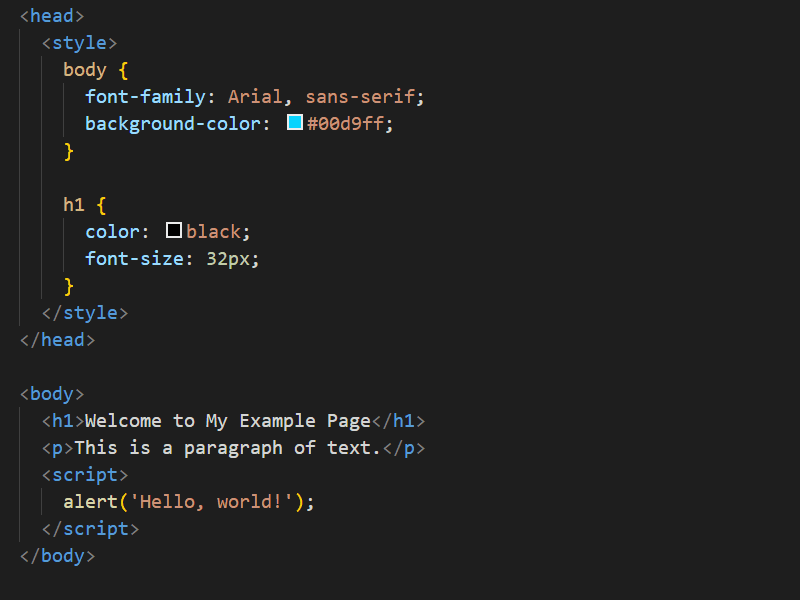 <head>
  <style>
    body {
      font-family: Arial, sans-serif;
      background-color: #00d9ff;
    }

    h1 {
      color: black;
      font-size: 32px;
    }
  </style>
</head>

<body>
  <h1>Welcome to My Example Page</h1>
  <p>This is a paragraph of text.</p>
  <script>
    alert('Hello, world!');
  </script>
</body>